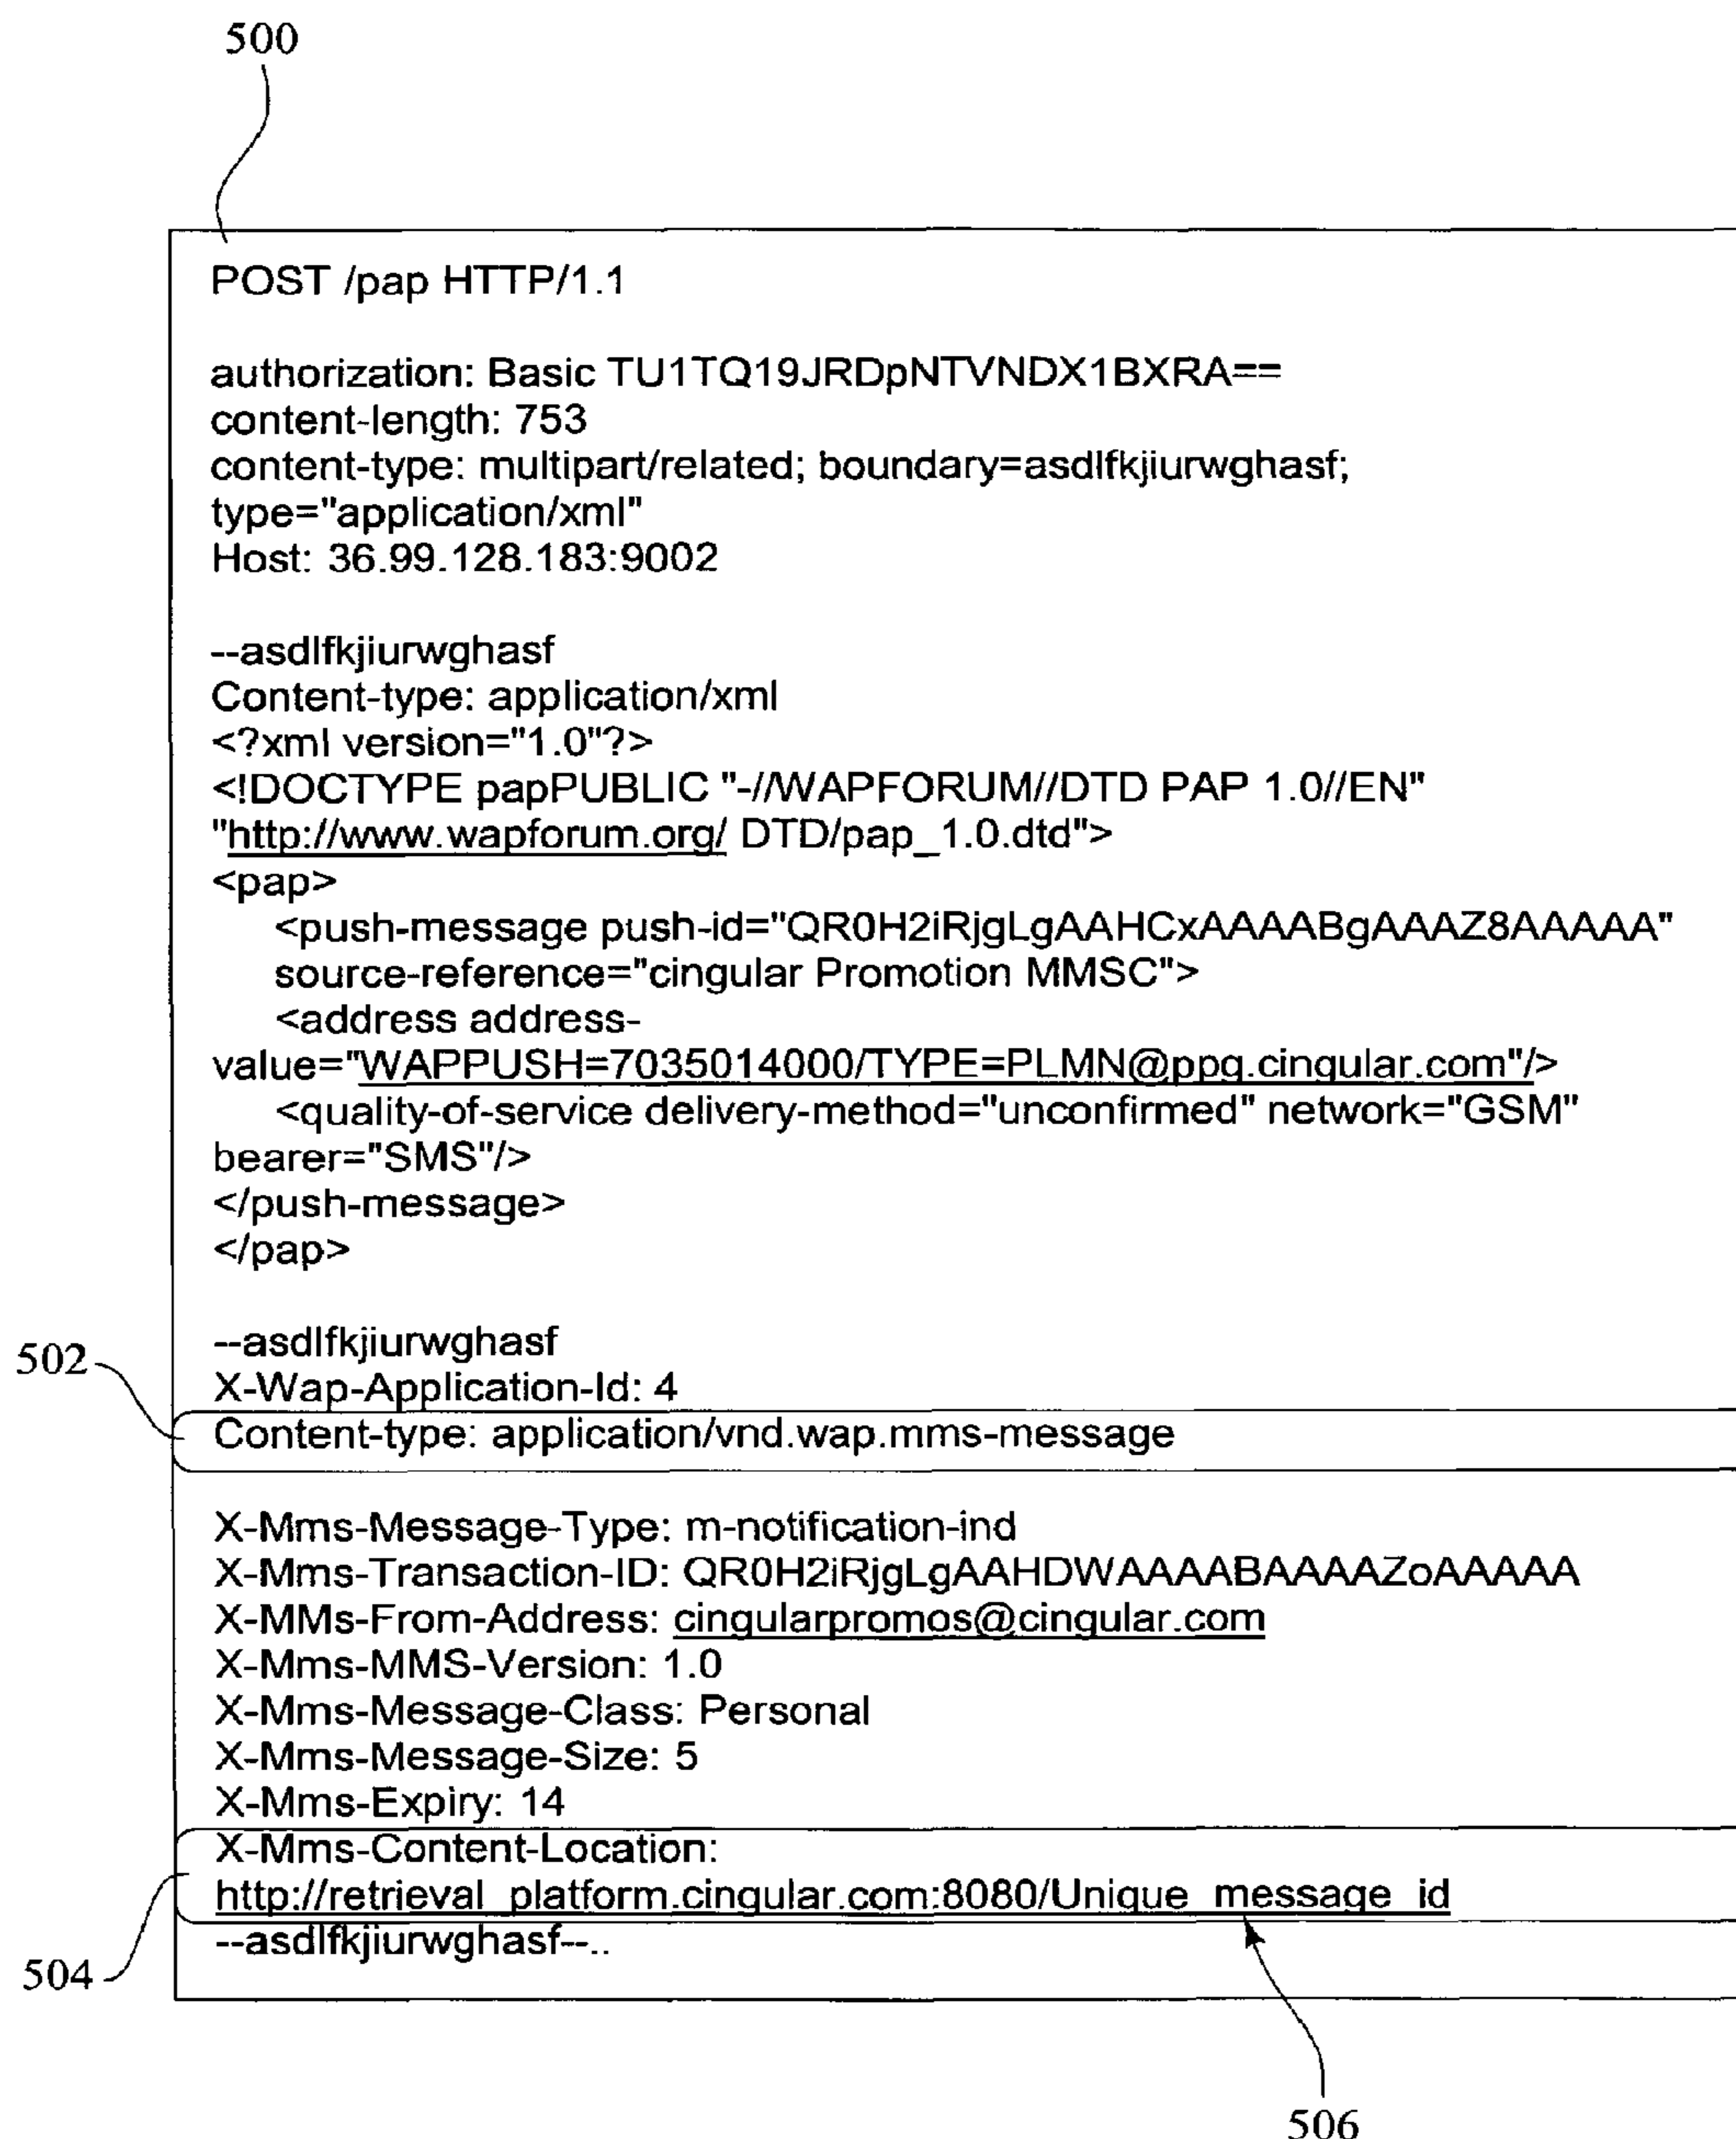 500
POST /pap HTTP/1.1
authorization: Basic TU1TQ19JRDpNTVNDX1BXRA==
content-length: 753
content-type: multipart/related; boundary=asdlfkjiurwghasf;
type="application/xml"
Host: 36.99.128.183:9002
--asdlfkjiurwghasf
Content-type: application/xml
<?xml version="1.0"?>
<!DOCTYPE papPUBLIC "-//WAPFORUM//DTD PAP 1.0//EN"
"http://www.wapforum.org/ DTD/pap_1.0.dtd">
<pap>
<push-message push-id="QR0H2iRjgLgAAHCxAAAABgAAAZ8AAAAA"
source-reference="cingular Promotion MMSC">
<address address-
value="WAPPUSH=7035014000/TYPE=PLMN@ppg.cingular.com"/>
<quality-of-service delivery-method="unconfirmed" network="GSM"
bearer="SMS"/>
</push-message>
</pap>
--asdlfkjiurwghasf
502
X-Wap-Application-Id: 4
Content-type: application/vnd.wap.mms-message
X-Mms-Message-Type: m-notification-ind
X-Mms-Transaction-ID: QR0H2iRjgLgAAHDWAAAABAAAAZoAAAAA
X-MMs-From-Address: cingularpromos@cingular.com
X-Mms-MMS-Version: 1.0
X-Mms-Message-Class: Personal
X-Mms-Message-Size: 5
X-Mms-Expiry: 14
X-Mms-Content-Location:
http://retrieval_platform.cingular.com:8080/Unique_message_id
--asdlfkjiurwghasf--..
504
506